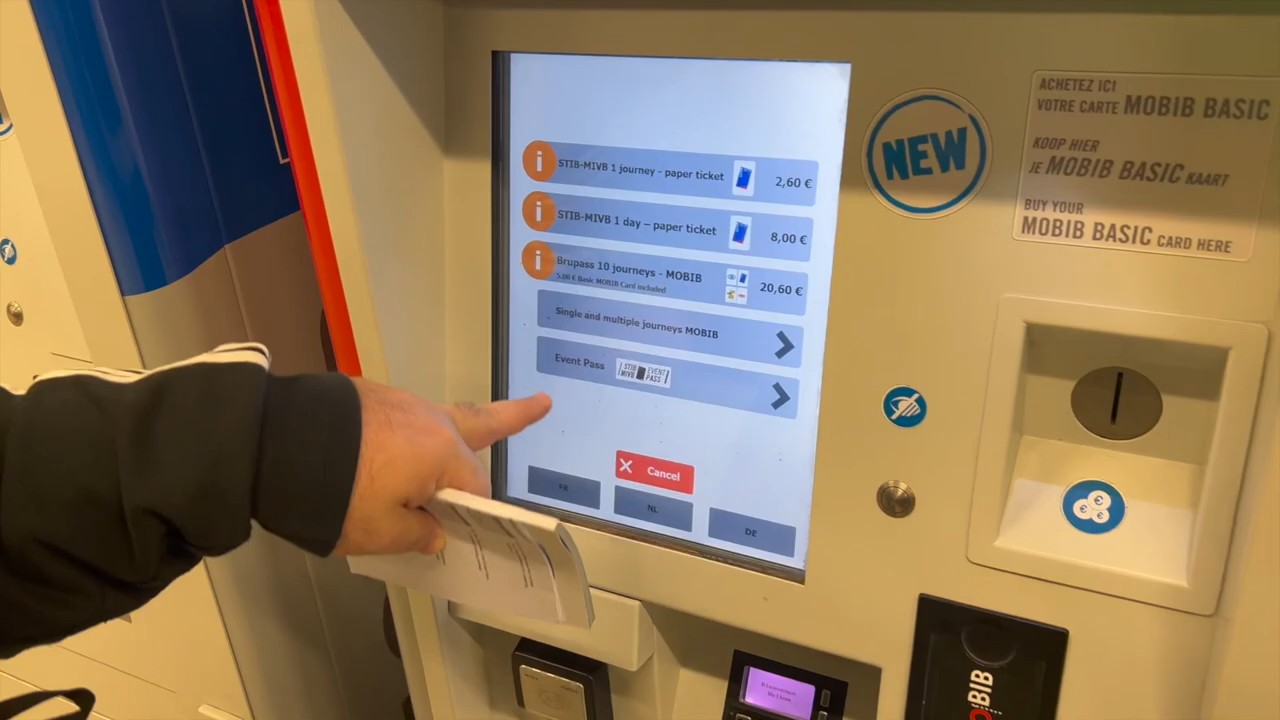 STIB-MIVB 1 journey - paper ticket 2,60 €
STIB-MIVB 1 day – paper ticket 8,00 €
Brupass 10 journeys - MOBIB 20,60 €
5.00 € Basic MOBIB Card included
Single and multiple journeys MOBIB
Event Pass STIB MIVB EVENT PASS
Cancel
FR
NL
DE
NEW
ACHETEZ ICI
VOTRE CARTE MOBIB BASIC
KOOP HIER
JE MOBIB BASIC KAART
BUY YOUR
MOBIB BASIC CARD HERE
MOBIB